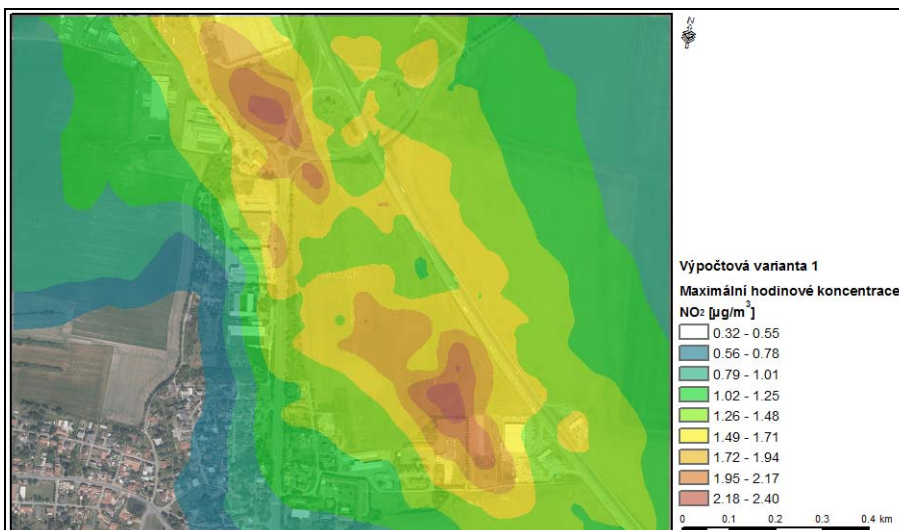 N
Výpočtová varianta 1
Maximální hodinové koncentrace
NO2 [µg/m3]
0.32 - 0.55
0.56 - 0.78
0.79 - 1.01
1.02 - 1.25
1.26 - 1.48
1.49 - 1.71
1.72 - 1.94
1.95 - 2.17
2.18 - 2.40
0 0.1 0.2 0.3 0.4 km